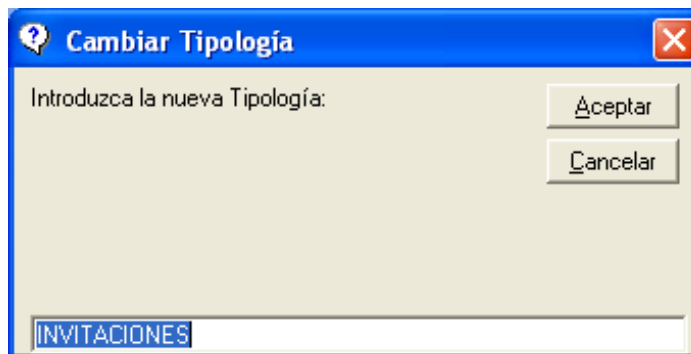 Cambiar Tipología
Introduzca la nueva Tipología:
Aceptar
Cancelar
INVITACIONES